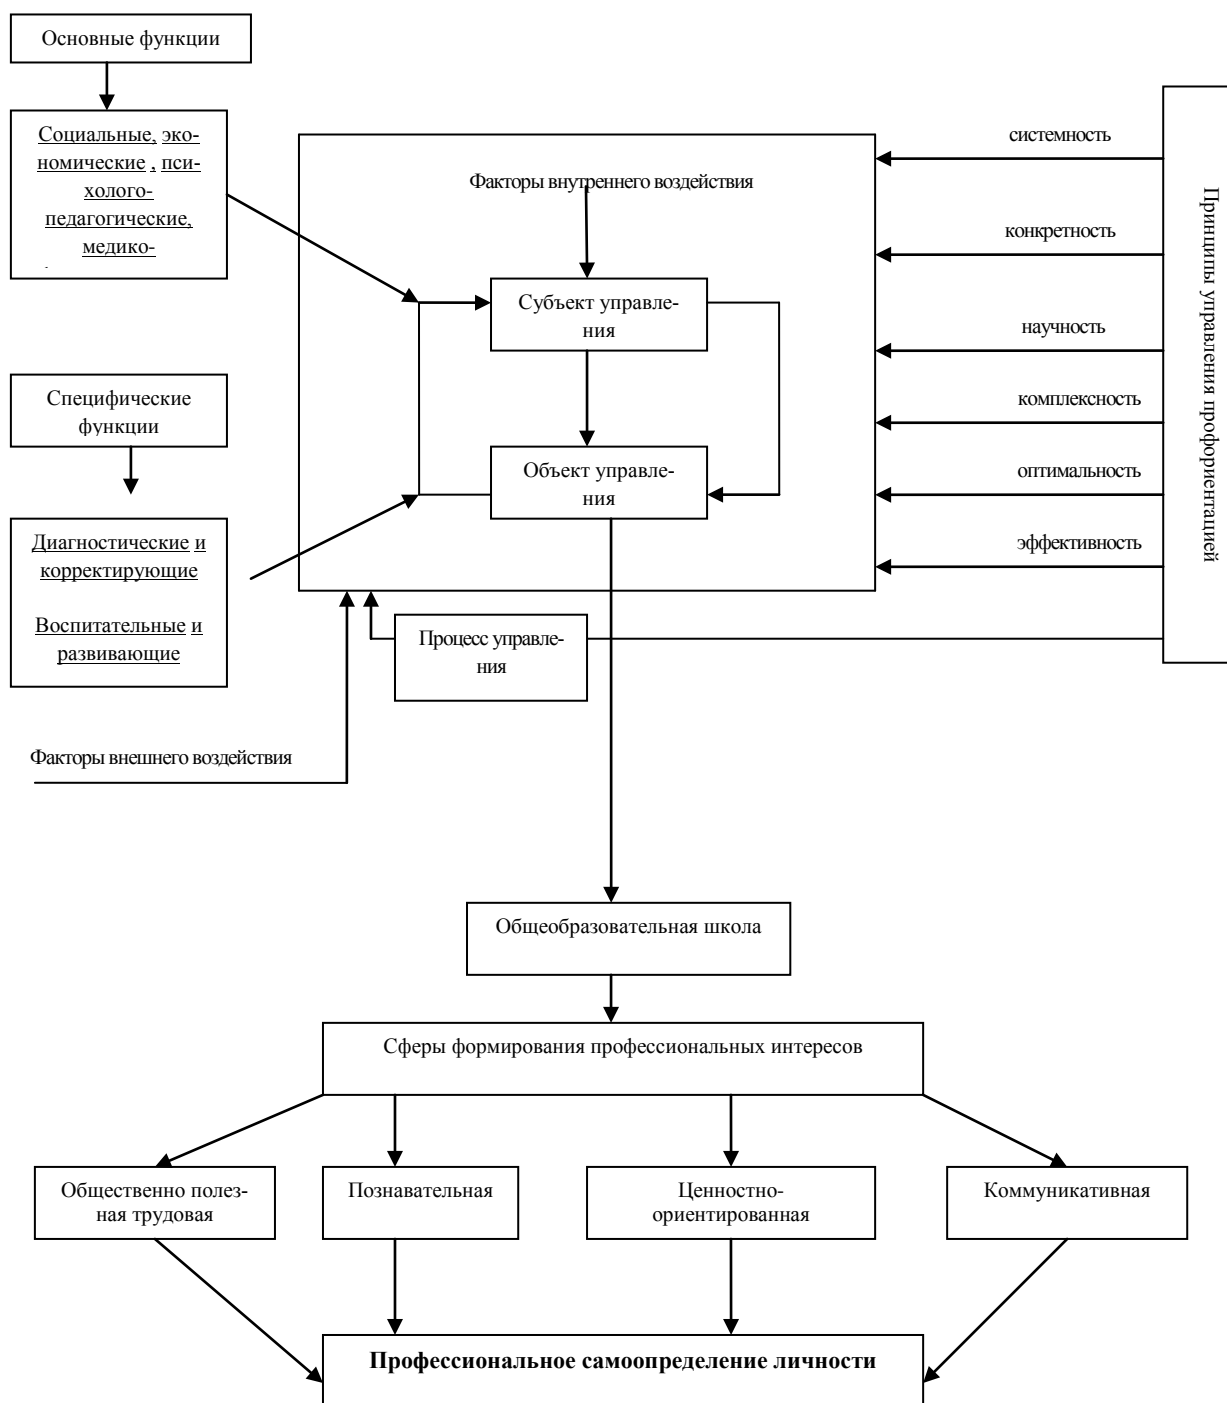 Основные функции
Социальные, эко-
номические , пси-
холого-
педагогические,
медико-
Специфические
функции
Диагностические и
корректирующие
Воспитательные и
развивающие
Факторы внешнего воздействия
Факторы внутреннего воздействия
Субъект управле-
ния
Объект управле-
ния
Процесс управле-
ния
системность
конкретность
научность
комплексность
оптимальность
эффективность
Принципы управления профориентацией
Общеобразовательная школа
Сферы формирования профессиональных интересов
Общественно полез-
ная трудовая
Познавательная
Ценностно-
ориентированная
Коммуникативная
Профессиональное самоопределение личности